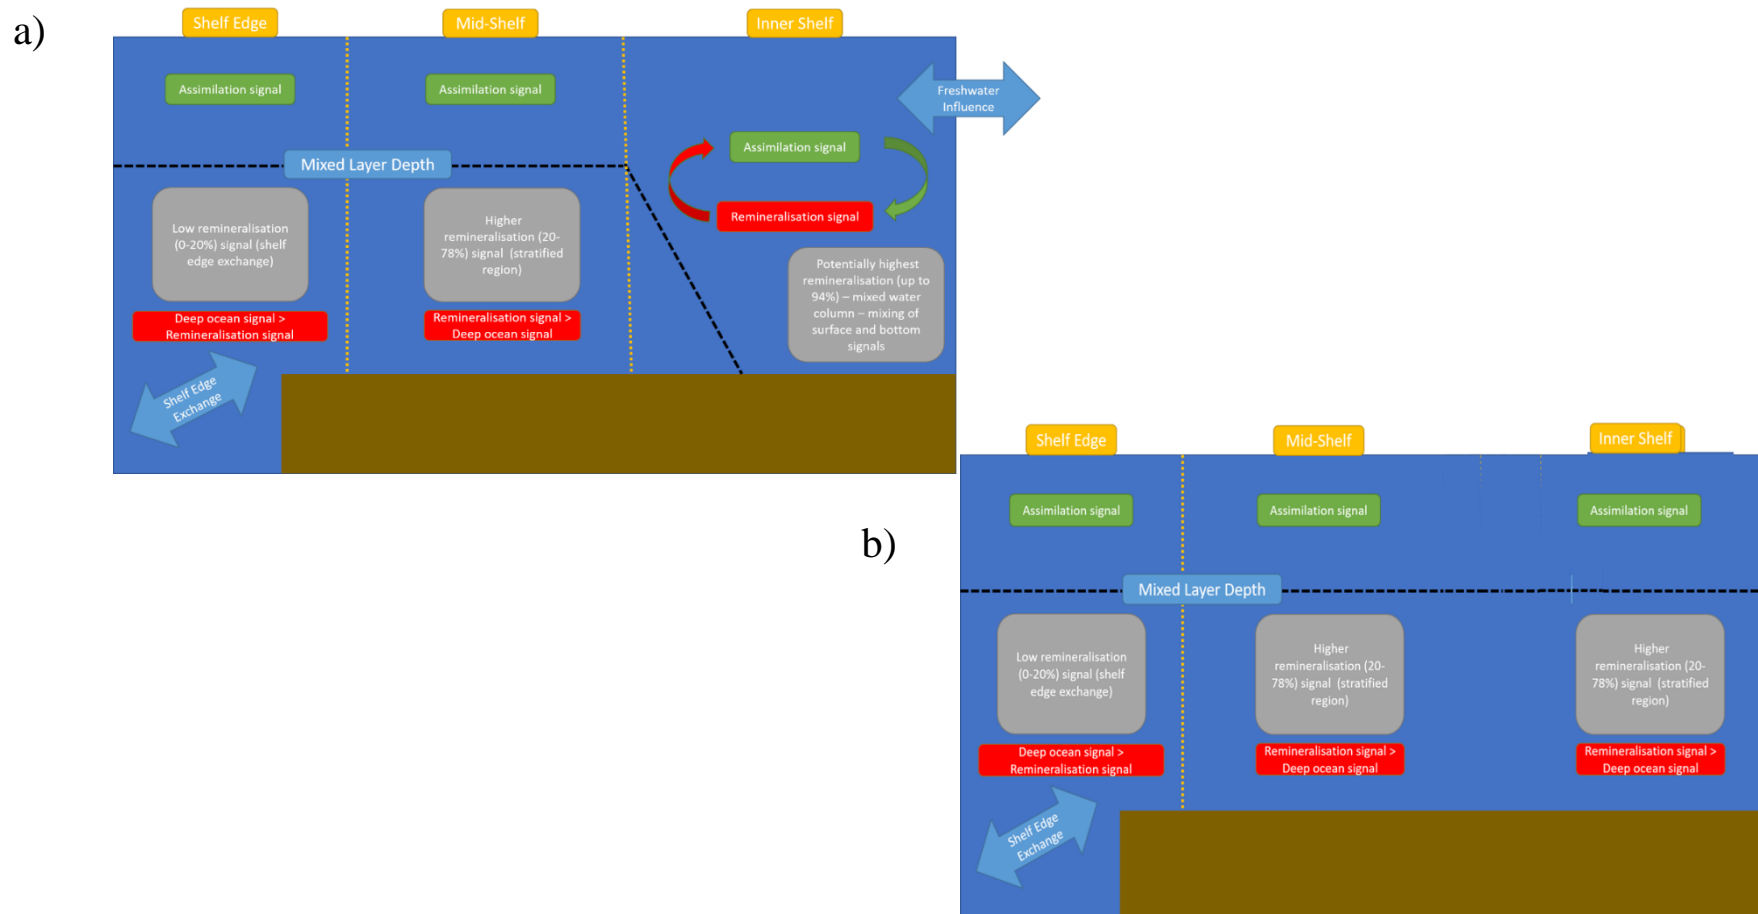 a)
Shelf Edge
Mid-Shelf
Inner Shelf
Assimilation signal
Assimilation signal
Freshwater
Influence
Assimilation signal
Mixed Layer Depth
Low remineralisation
(0-20%) signal (shelf
edge exchange)
Higher
remineralisation (20-
78%) signal (stratified
region)
Remineralisation signal
Potentially highest
remineralisation (up to
94%) – mixed water
column – mixing of
surface and bottom
signals
Deep ocean signal >
Remineralisation signal
Remineralisation signal >
Deep ocean signal
Shelf Edge
Exchange
b)
Shelf Edge
Mid-Shelf
Inner Shelf
Assimilation signal
Assimilation signal
Assimilation signal
Mixed Layer Depth
Low remineralisation
(0-20%) signal (shelf
edge exchange)
Higher
remineralisation (20-
78%) signal (stratified
region)
Higher
remineralisation (20-
78%) signal (stratified
region)
Deep ocean signal >
Remineralisation signal
Remineralisation signal >
Deep ocean signal
Remineralisation signal >
Deep ocean signal
Shelf Edge
Exchange